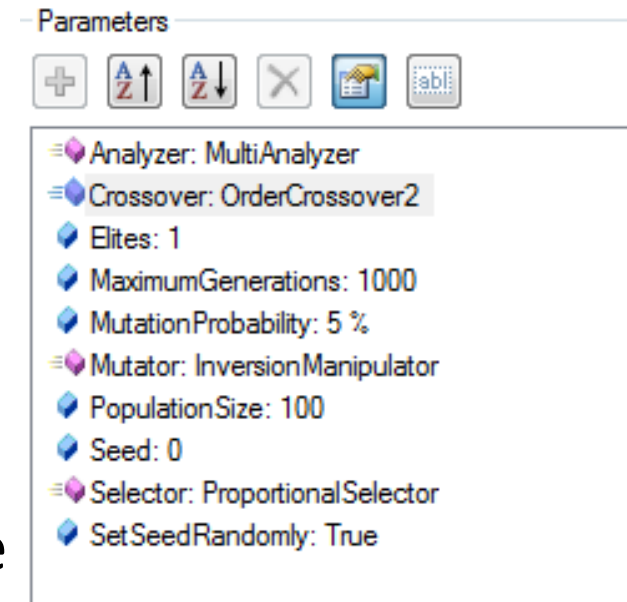 Parameters
A Z A Z abl
Analyzer: MultiAnalyzer
Crossover: OrderCrossover2
Elites: 1
MaximumGenerations: 1000
MutationProbability: 5 %
Mutator: InversionManipulator
PopulationSize: 100
Seed: 0
Selector: ProportionalSelector
SetSeedRandomly: True
e